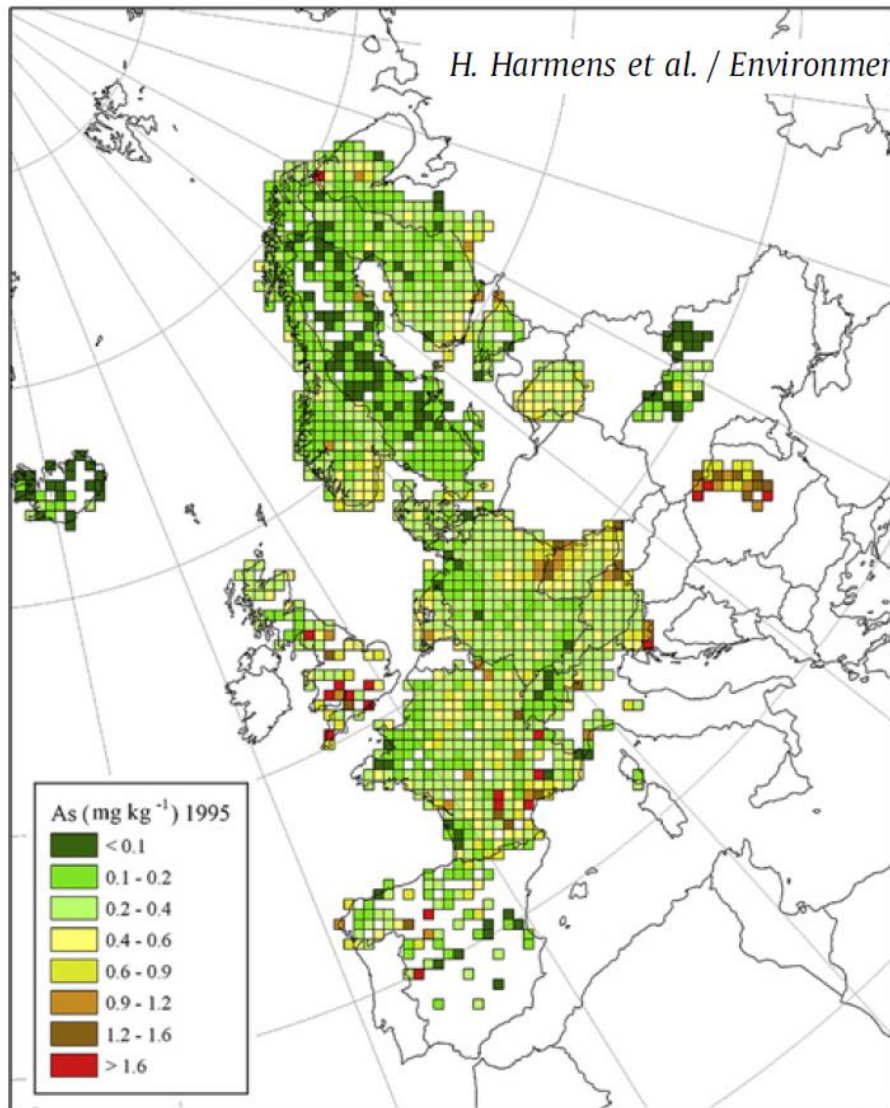 H. Harmens et al. / Environmen
As (mg kg⁻¹) 1995
< 0.1
0.1 - 0.2
0.2 - 0.4
0.4 - 0.6
0.6 - 0.9
0.9 - 1.2
1.2 - 1.6
> 1.6